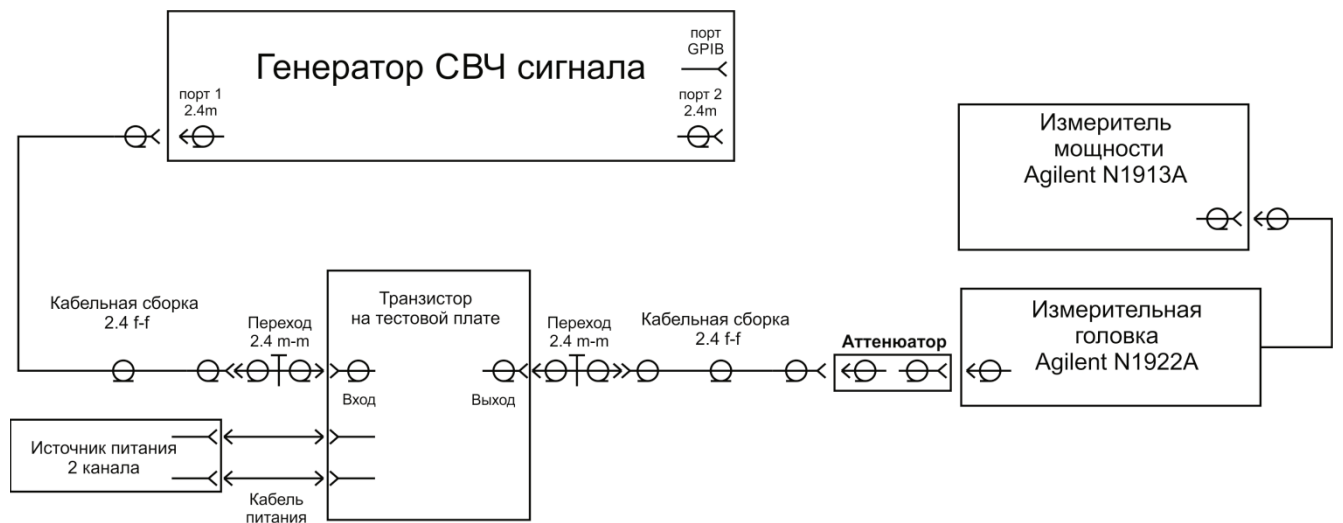 порт
GPIB
Генератор СВЧ сигнала
порт 1
2.4m
порт 2
2.4m
Измеритель
мощности
Agilent N1913A
Кабельная сборка
2.4 f-f
Переход
2.4 m-m
Транзистор
на тестовой плате
Переход
2.4 m-m
Кабельная сборка
2.4 f-f
Аттенюатор
Измерительная
головка
Agilent N1922A
Вход
Выход
Источник питания
2 канала
Кабель
питания